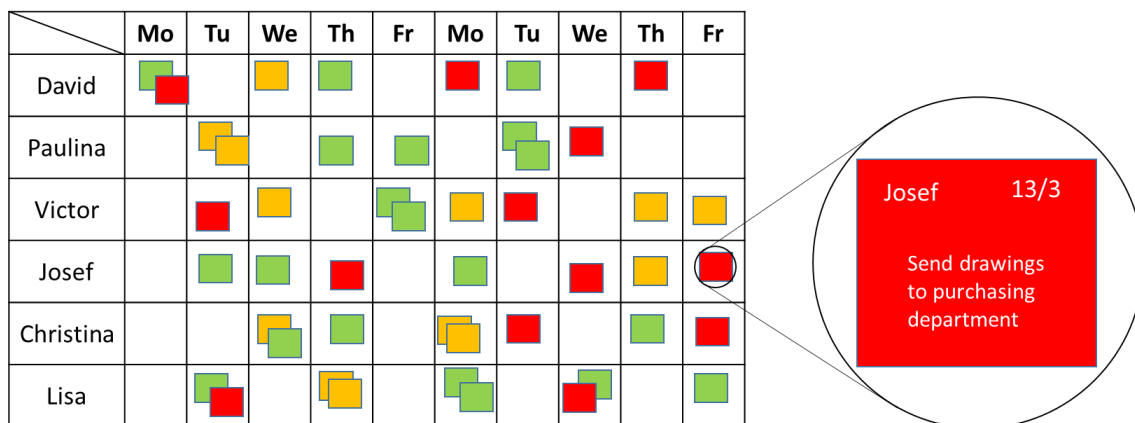 Mo Tu We Th Fr Mo Tu We Th Fr
David
Paulina
Victor
Josef
Christina
Lisa
Josef 13/3
Send drawings
to purchasing
department